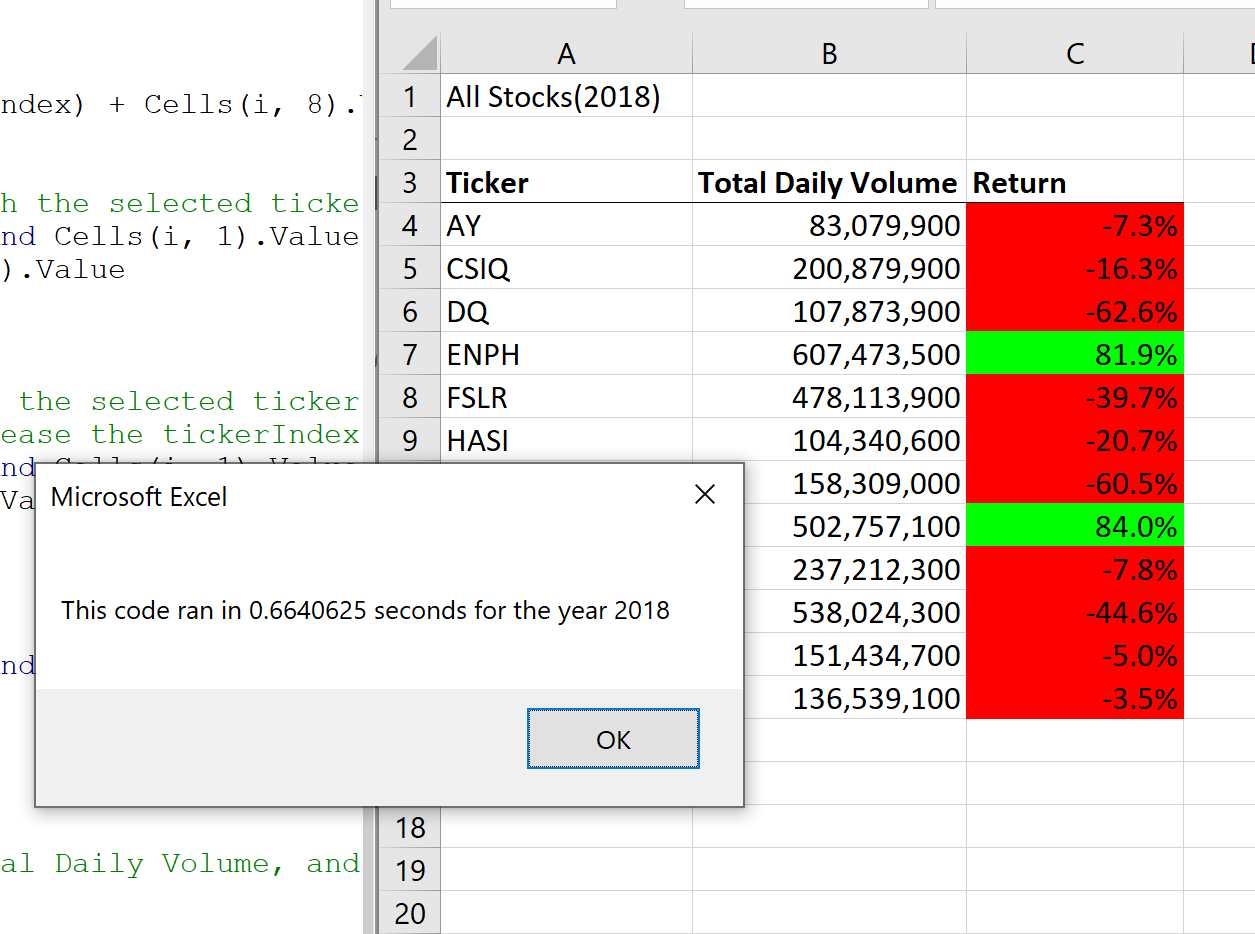 ndex) + Cells(i, 8).
h the selected ticke
nd Cells(i, 1).Value
).Value
the selected ticker
ease the tickerIndex
nd Cells(i, 1).Value
Va
nd
al Daily Volume, and
A B C
1 All Stocks(2018)
2
3 Ticker Total Daily Volume Return
4 AY 83,079,900 -7.3%
5 CSIQ 200,879,900 -16.3%
6 DQ 107,873,900 -62.6%
7 ENPH 607,473,500 81.9%
8 FSLR 478,113,900 -39.7%
9 HASI 104,340,600 -20.7%
158,309,000 -60.5%
502,757,100 84.0%
237,212,300 -7.8%
538,024,300 -44.6%
151,434,700 -5.0%
136,539,100 -3.5%
18
19
20
Microsoft Excel
This code ran in 0.6640625 seconds for the year 2018
OK